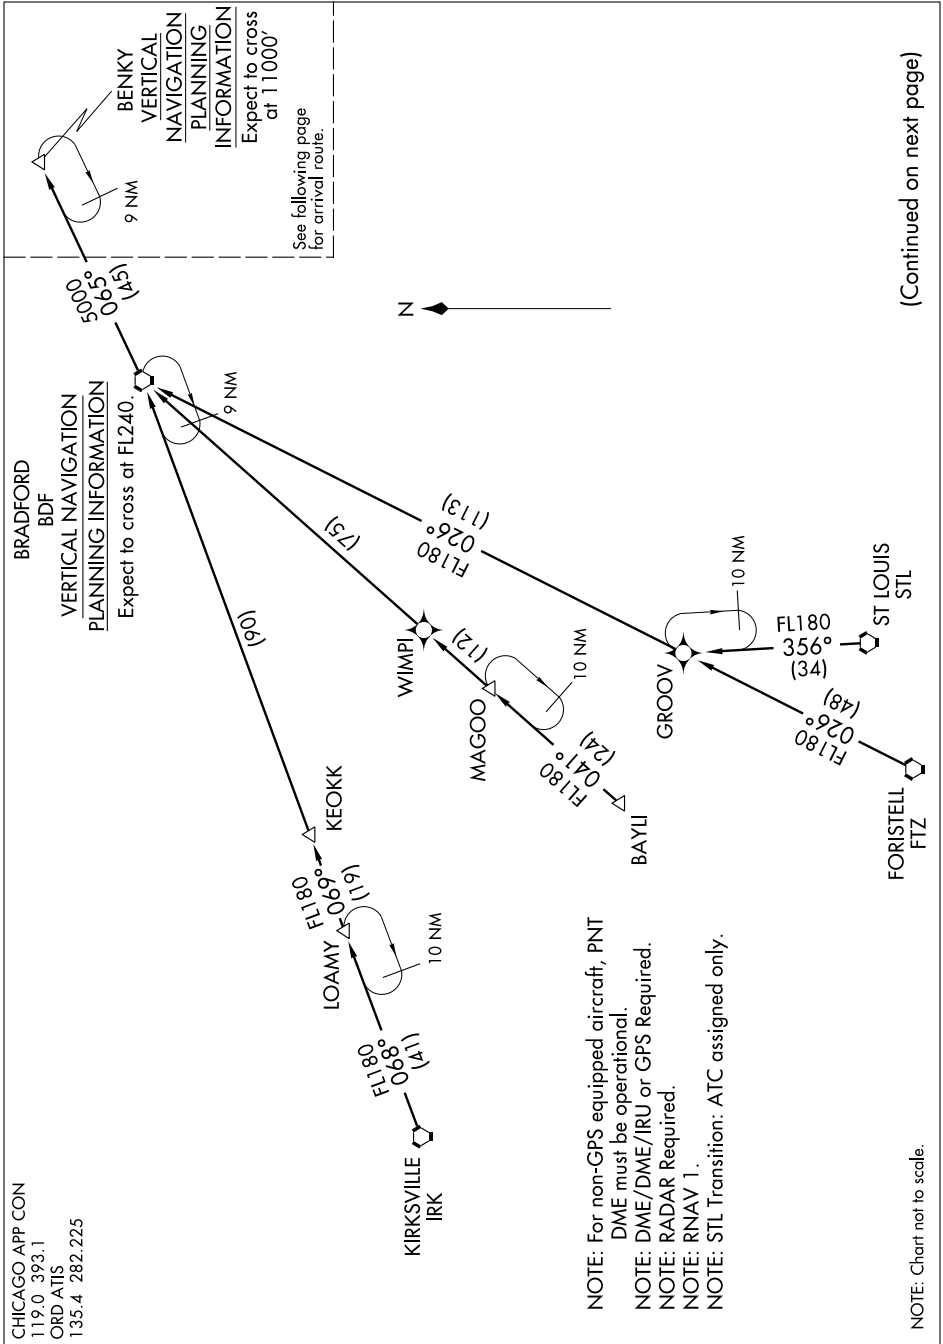 CHICAGO APP CON
119.0 393.1
ORD ATIS
135.4 282.225
BRADFORD
BDF
VERTICAL NAVIGATION
PLANNING INFORMATION
Expect to cross at FL240.
BENKY
VERTICAL
NAVIGATION
PLANNING
INFORMATION
Expect to cross
at 11000'
See following page
for arrival route.
9 NM
5000
065°
(45)
9 NM
N
(90)
(75)
FL180
026°
(113)
KEOKK
FL180
069°
(19)
LOAMY
10 NM
FL180
068°
(41)
KIRKSVILLE
IRK
WIMPI
(12)
MAGOO
10 NM
FL180
041°
(24)
BAYLI
GROOV
10 NM
FL180
356°
(34)
ST LOUIS
STL
FL180
026°
(48)
FORISTELL
FTZ
NOTE: For non-GPS equipped aircraft, PNT
DME must be operational.
NOTE: DME/DME/IRU or GPS Required.
NOTE: RADAR Required.
NOTE: RNAV 1.
NOTE: STL Transition: ATC assigned only.
NOTE: Chart not to scale.
(Continued on next page)